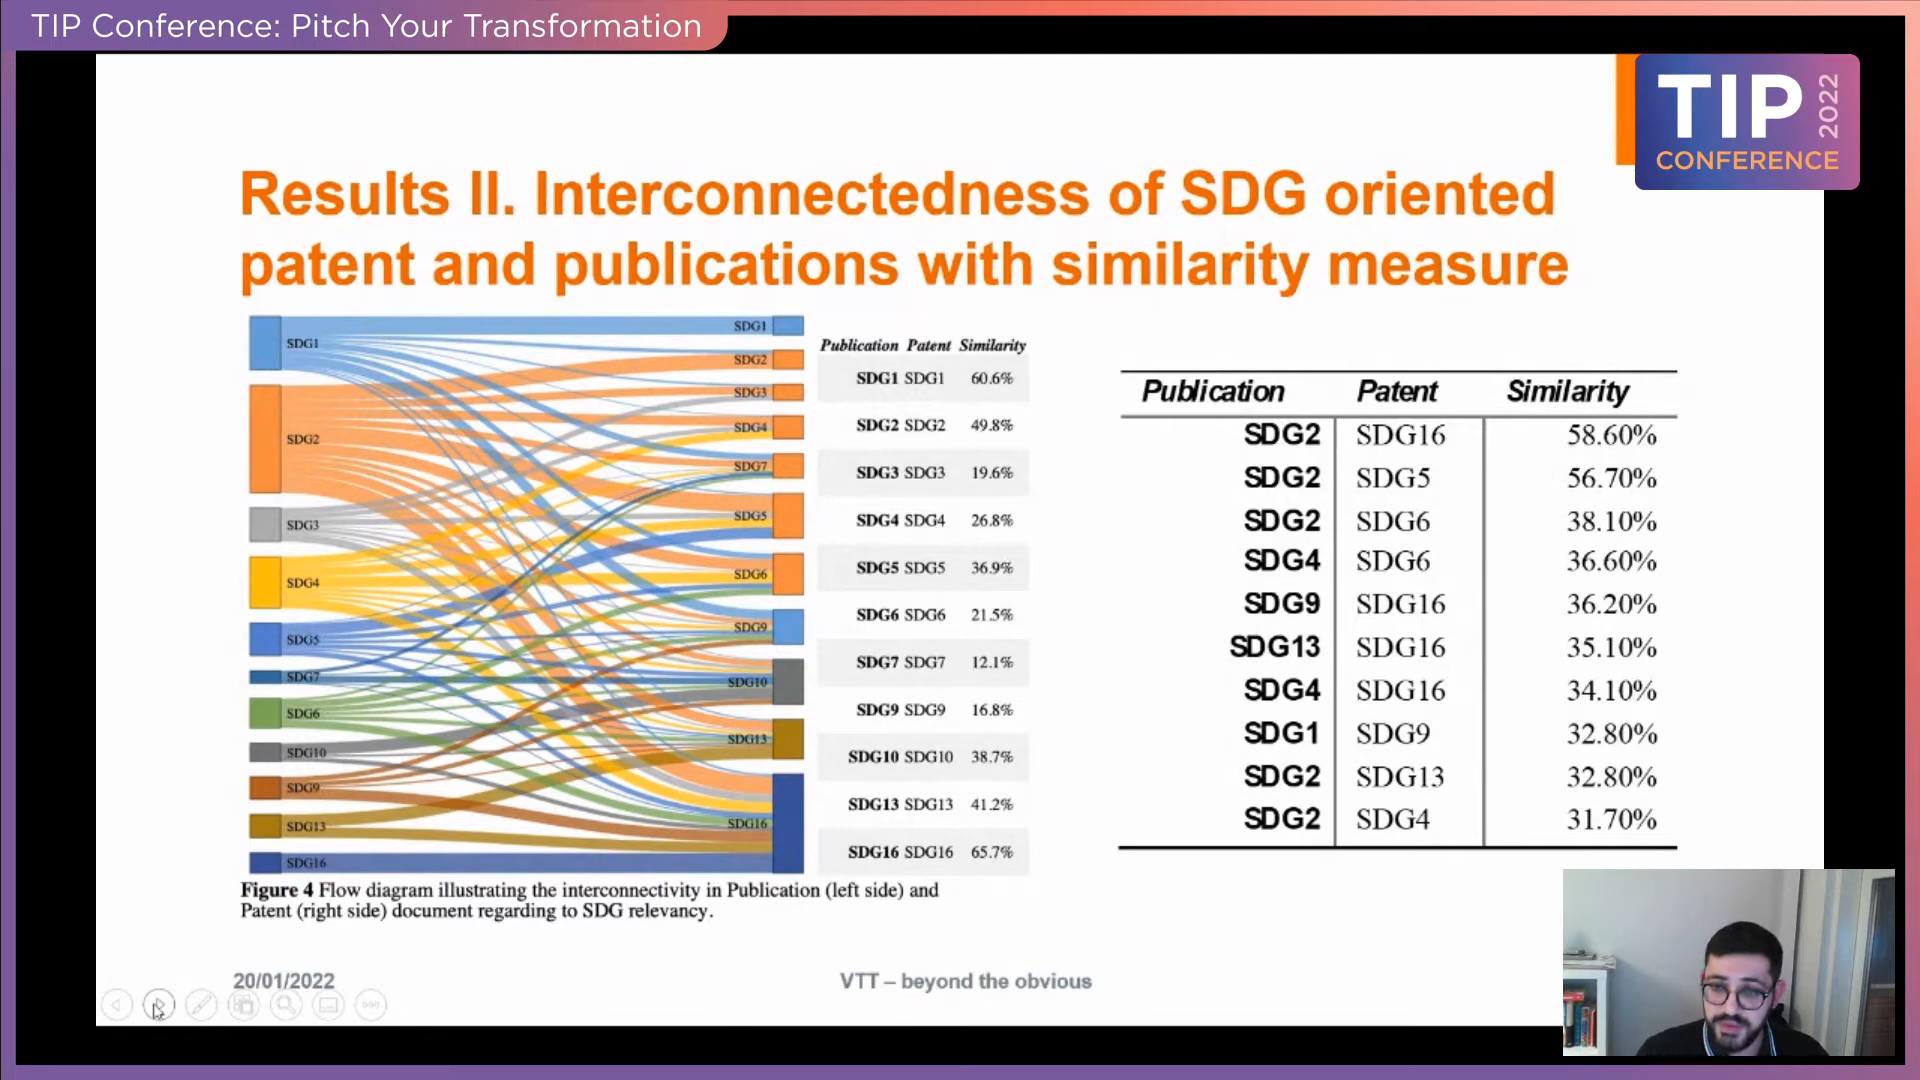 TIP Conference: Pitch Your Transformation
TIP 2022
CONFERENCE
Results II. Interconnectedness of SDG oriented
patent and publications with similarity measure
SDG1
SDG2
SDG3
SDG4
SDG5
SDG7
SDG6
SDG10
SDG9
SDG13
SDG16
SDG1
SDG2
SDG3
SDG4
SDG7
SDG5
SDG6
SDG9
SDG10
SDG13
SDG16
Publication Patent Similarity
SDG1 SDG1 60.6%
SDG2 SDG2 49.8%
SDG3 SDG3 19.6%
SDG4 SDG4 26.8%
SDG5 SDG5 36.9%
SDG6 SDG6 21.5%
SDG7 SDG7 12.1%
SDG9 SDG9 16.8%
SDG10 SDG10 38.7%
SDG13 SDG13 41.2%
SDG16 SDG16 65.7%
Publication Patent Similarity
SDG2 SDG16 58.60%
SDG2 SDG5 56.70%
SDG2 SDG6 38.10%
SDG4 SDG6 36.60%
SDG9 SDG16 36.20%
SDG13 SDG16 35.10%
SDG4 SDG16 34.10%
SDG1 SDG9 32.80%
SDG2 SDG13 32.80%
SDG2 SDG4 31.70%
Figure 4 Flow diagram illustrating the interconnectivity in Publication (left side) and
Patent (right side) document regarding to SDG relevancy.
20/01/2022
VTT – beyond the obvious